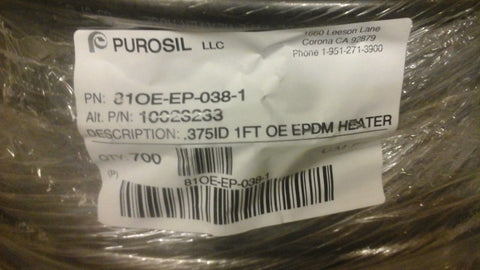 PUROSIL LLC
1660 Leeson Lane
Corona CA 92879
Phone 1-951-271-3900
PN: 81OE-EP-038-1
Alt. P/N: 10023233
DESCRIPTION: .375ID 1FT OE EPDM HEATER
QTY: 700
(P)
81OE-EP-038-1